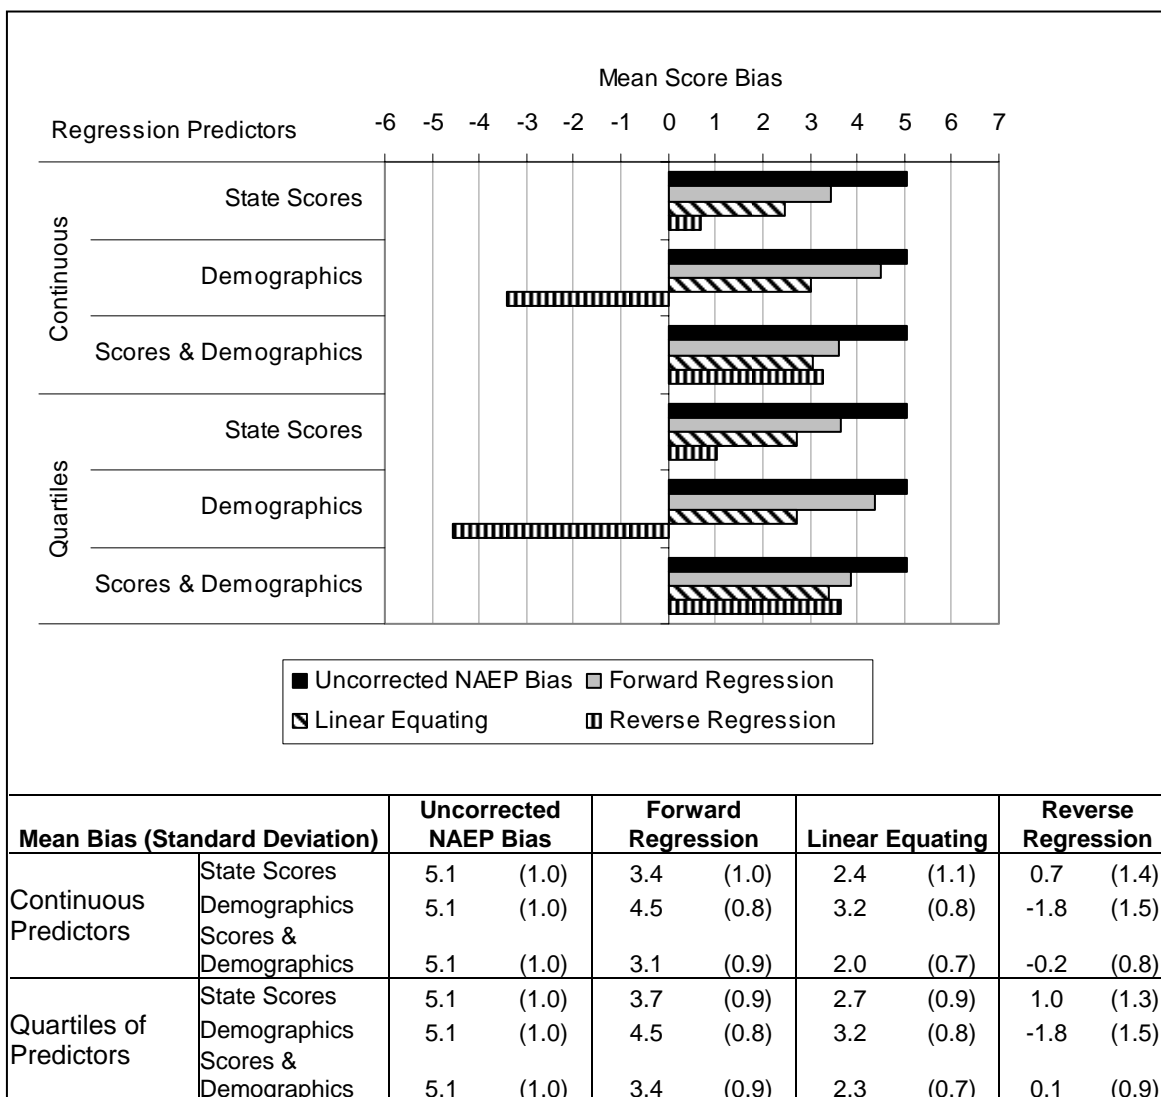 Mean Score Bias
Regression Predictors -6 -5 -4 -3 -2 -1 0 1 2 3 4 5 6 7
Continuous
State Scores
Demographics
Scores & Demographics
Quartiles
State Scores
Demographics
Scores & Demographics
Uncorrected NAEP Bias Forward Regression
Linear Equating Reverse Regression
Mean Bias (Standard Deviation) Uncorrected NAEP Bias Forward Regression Linear Equating Reverse Regression
Continuous Predictors
State Scores 5.1 (1.0) 3.4 (1.0) 2.4 (1.1) 0.7 (1.4)
Demographics 5.1 (1.0) 4.5 (0.8) 3.2 (0.8) -1.8 (1.5)
Scores &
Demographics 5.1 (1.0) 3.1 (0.9) 2.0 (0.7) -0.2 (0.8)
Quartiles of Predictors
State Scores 5.1 (1.0) 3.7 (0.9) 2.7 (0.9) 1.0 (1.3)
Demographics 5.1 (1.0) 4.5 (0.8) 3.2 (0.8) -1.8 (1.5)
Scores &
Demographics 5.1 (1.0) 3.4 (0.9) 2.3 (0.7) 0.1 (0.9)